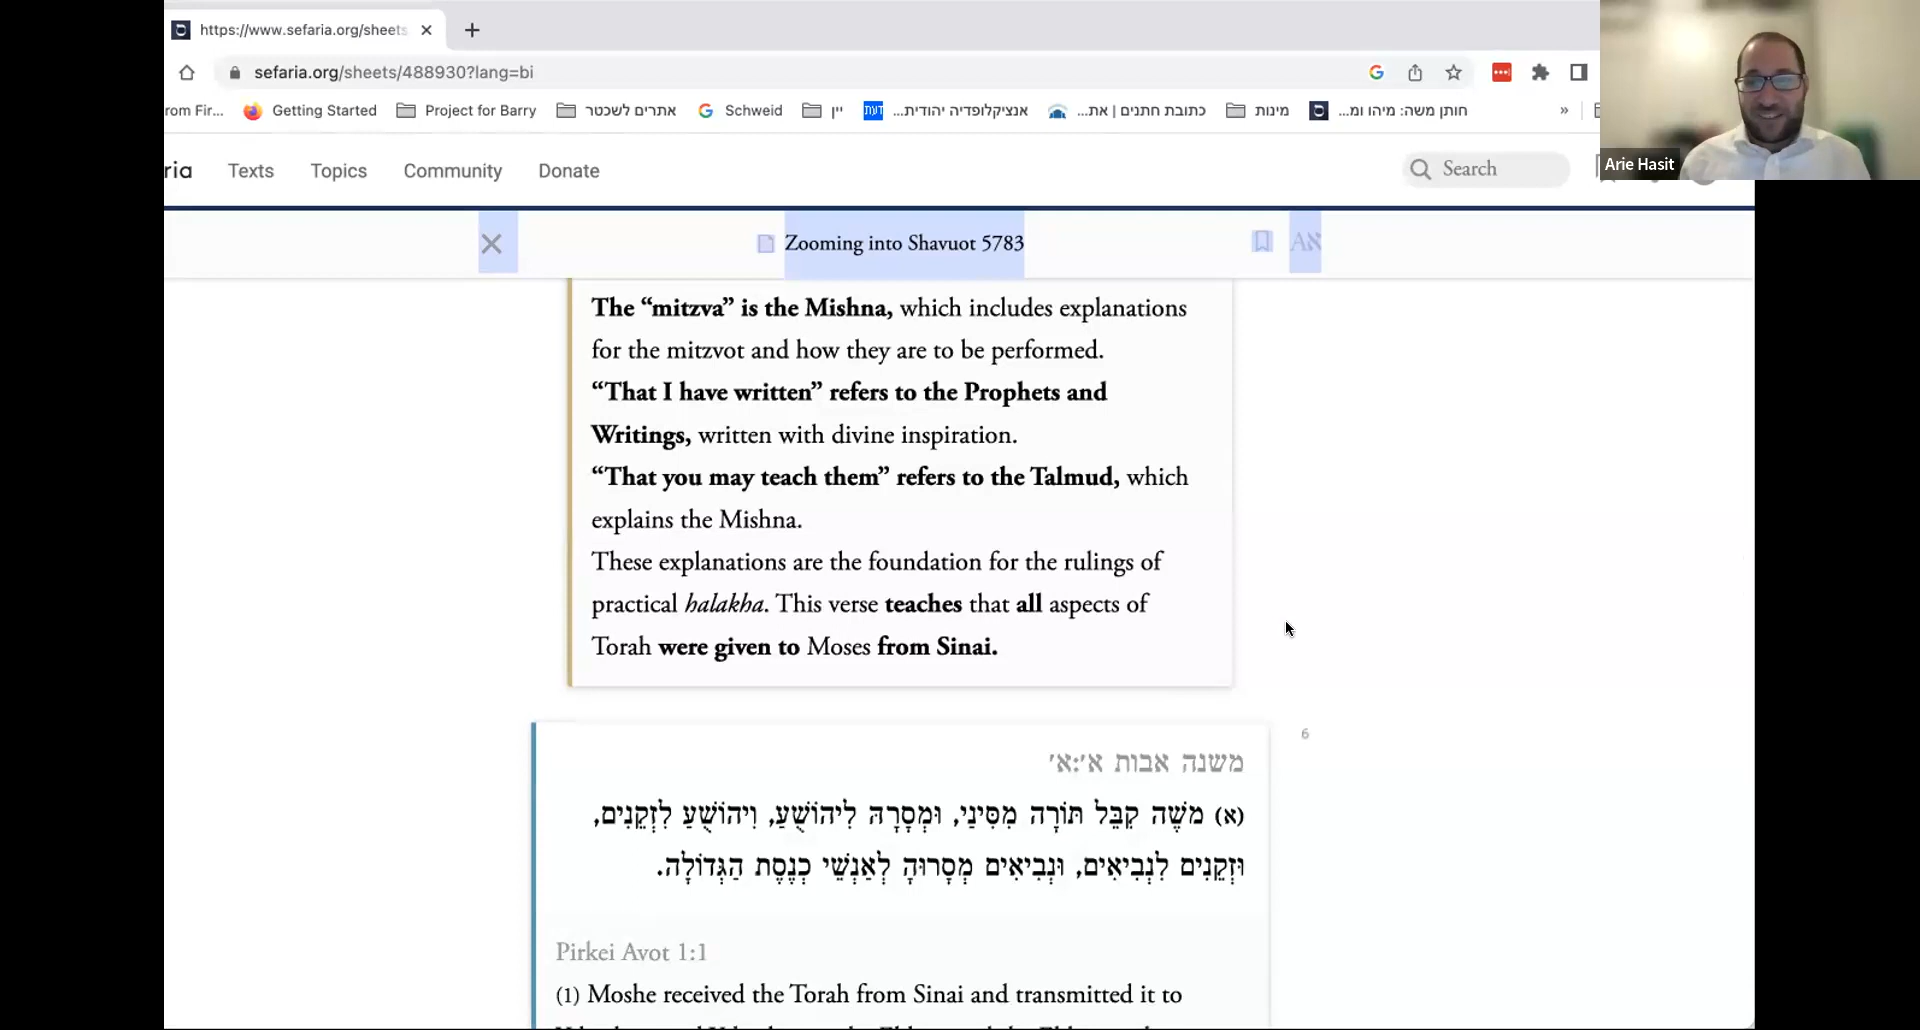 https://www.sefaria.org/sheets
sefaria.org/sheets/488930?lang=bi
rom Fir...
Getting Started
Project for Barry
אתרים לשכטר
Schweid
יין
דעת
אנציקלופדיה יהודית...
כתובת חתנים | את...
מינות
חותן משה: מיהו ומ...
»
ria
Texts
Topics
Community
Donate
Search
Arie Hasit
Zooming into Shavuot 5783
אA
The “mitzva” is the Mishna, which includes explanations
for the mitzvot and how they are to be performed.
“That I have written” refers to the Prophets and
Writings, written with divine inspiration.
“That you may teach them” refers to the Talmud, which
explains the Mishna.
These explanations are the foundation for the rulings of
practical halakha. This verse teaches that all aspects of
Torah were given to Moses from Sinai.
6
משנה אבות א׳:א׳
(א) מֹשֶׁה קִבֵּל תּוֹרָה מִסִּינַי, וּמְסָרָהּ לִיהוֹשֻׁעַ, וִיהוֹשֻׁעַ לִזְקֵנִים,
וּזְקֵנִים לִנְבִיאִים, וּנְבִיאִים מְסָרוּהָ לְאַנְשֵׁי כְנֶסֶת הַגְּדוֹלָה.
Pirkei Avot 1:1
(1) Moshe received the Torah from Sinai and transmitted it to